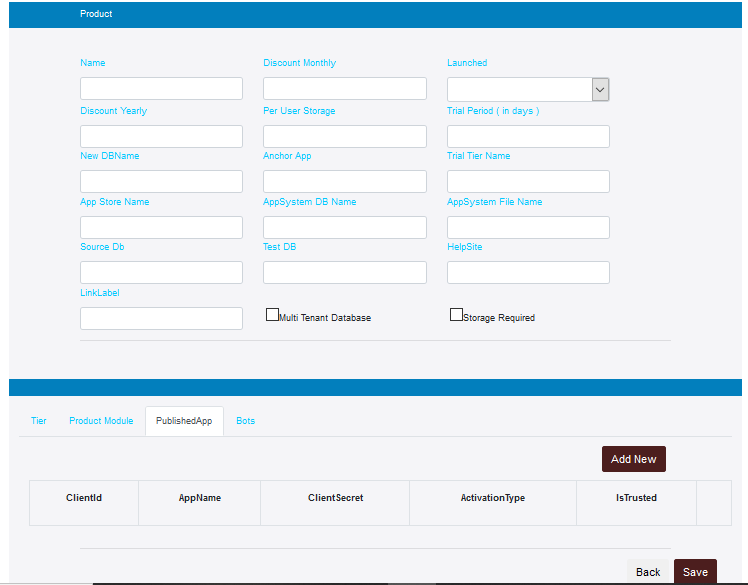 Product
Name Discount Monthly Launched
Discount Yearly Per User Storage Trial Period ( in days )
New DBName Anchor App Trial Tier Name
App Store Name AppSystem DB Name AppSystem File Name
Source Db Test DB HelpSite
LinkLabel
Multi Tenant Database Storage Required
Tier Product Module PublishedApp Bots
Add New
ClientId AppName ClientSecret ActivationType IsTrusted
Back Save